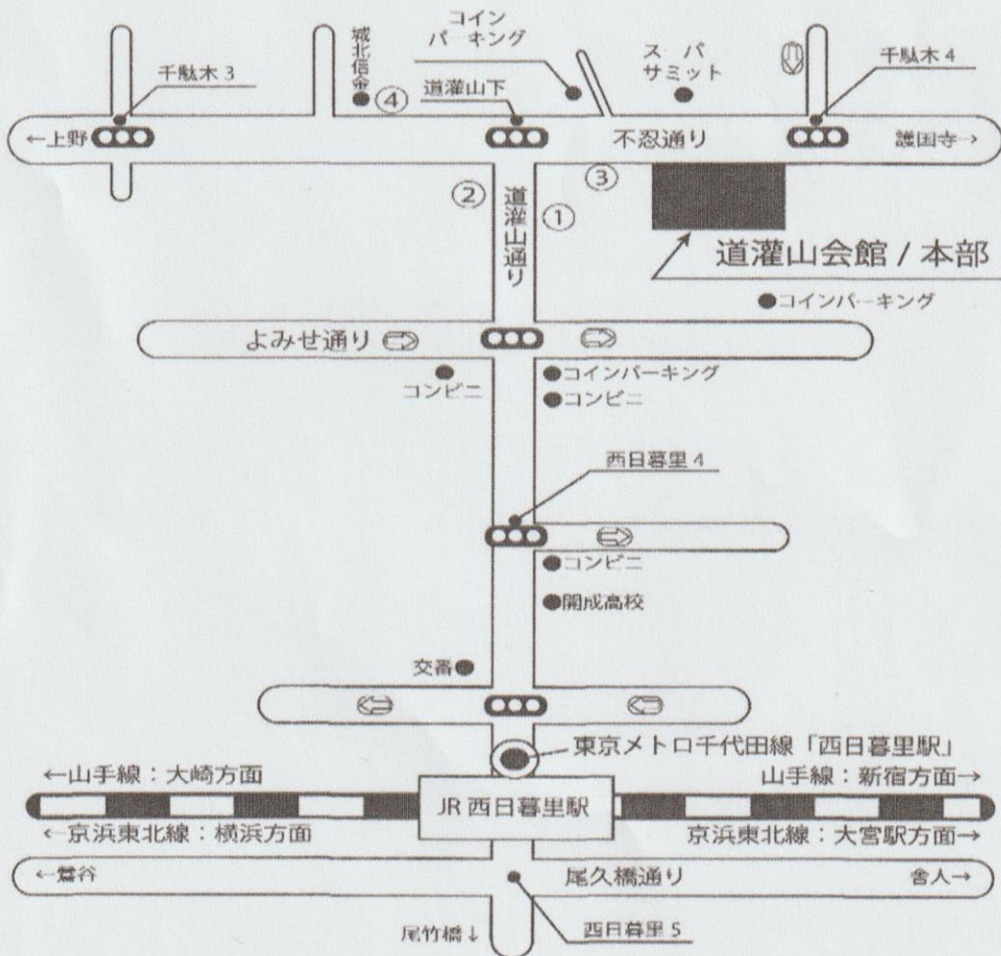 コイン
パーキング
城北信金
スーパ
サミット
千駄木3
④
道灌山下
千駄木4
←上野
不忍通り
護国寺→
②
道灌山通り
①
③
道灌山会館 / 本部
コインパーキング
よみせ通り
コンビニ
コインパーキング
コンビニ
西日暮里4
コンビニ
開成高校
交番
東京メトロ千代田線「西日暮里駅」
←山手線：大崎方面
山手線：新宿方面→
JR 西日暮里駅
←京浜東北線：横浜方面
京浜東北線：大宮駅方面→
←鶯谷
尾久橋通り
舎人→
尾竹橋↓
西日暮里5